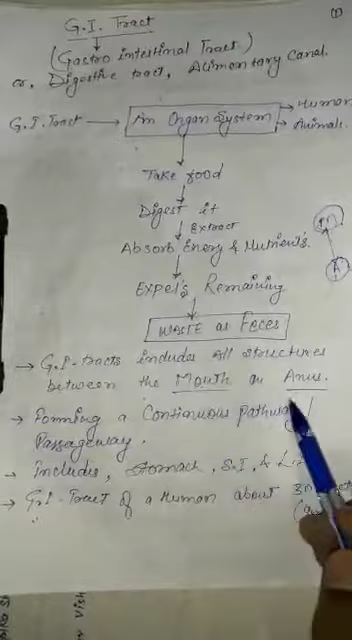 ①
G.I. Tract
(Gastro intestinal Tract)
or. Digestive tract, Alimentary Canal.
G.I. Tract → An Organ System → Human
→ Animals.
Take food
Digest it
Extract
Absorb Energy & Nutrients.
Expel's Remaining
WASTE as FECES
M
A
→ G.I-tracts includes all structures
between the Mouth an Anus.
→ Forming a Continuous pathway/
Passageway.
→ includes, Stomach, S.I, & L.I
→ G.I-Tract of a Human about